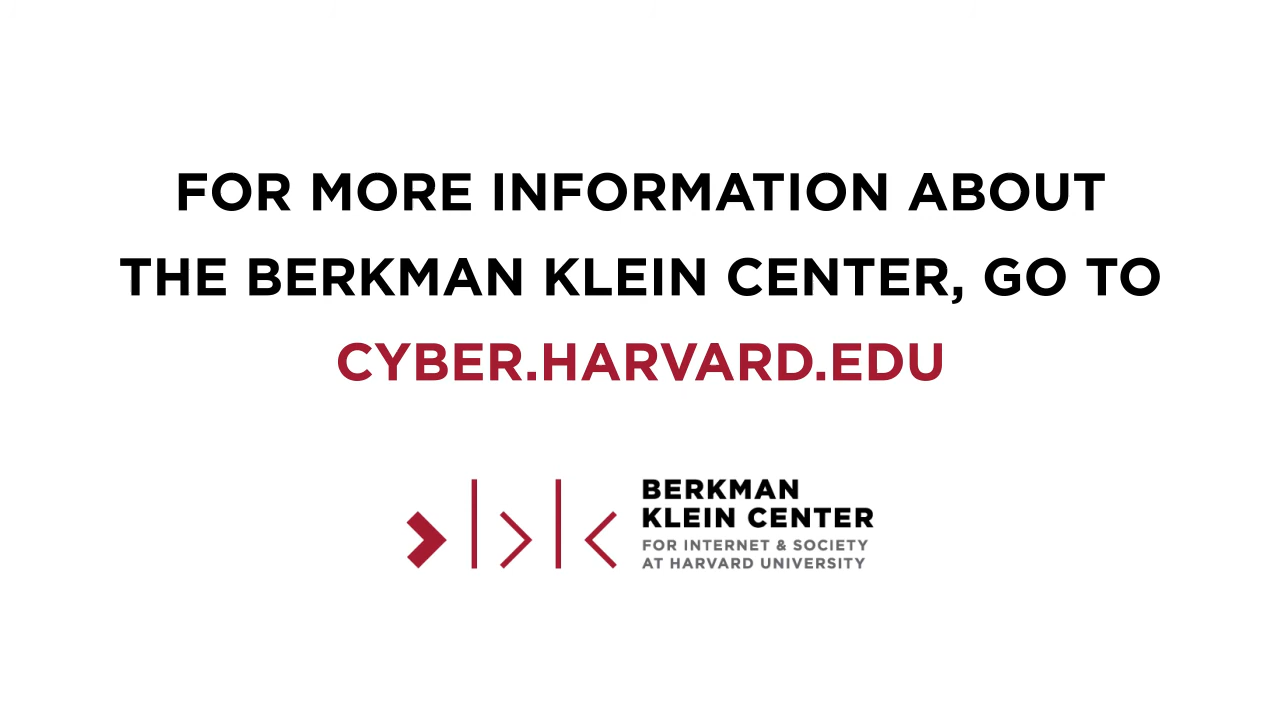 FOR MORE INFORMATION ABOUT
THE BERKMAN KLEIN CENTER, GO TO
CYBER.HARVARD.EDU
BERKMAN
KLEIN CENTER
FOR INTERNET & SOCIETY
AT HARVARD UNIVERSITY